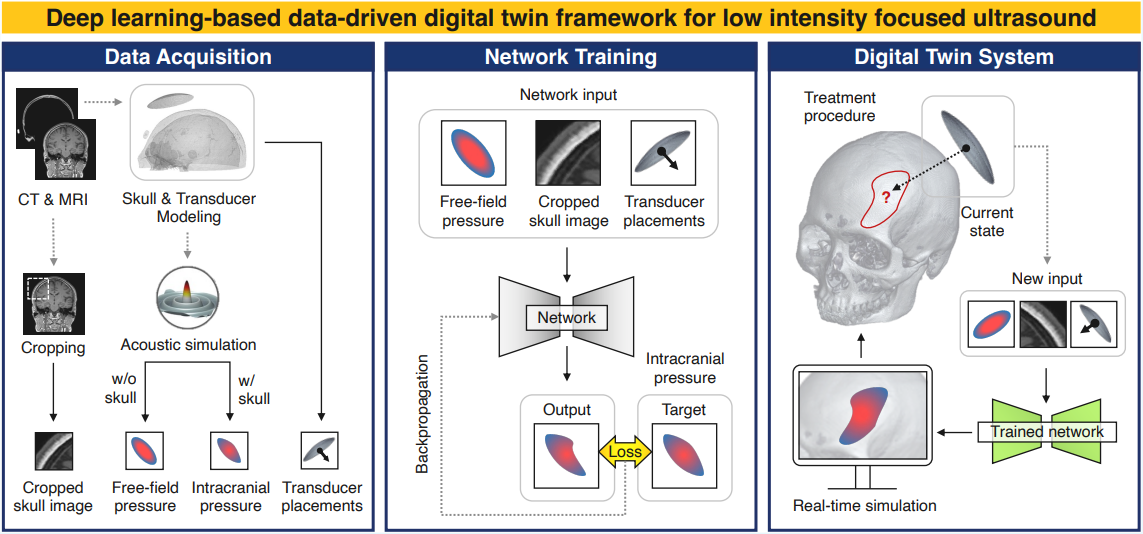 Deep learning-based data-driven digital twin framework for low intensity focused ultrasound
Data Acquisition
CT & MRI
Skull & Transducer
Modeling
Cropping
Acoustic simulation
w/o
skull
w/
skull
Cropped
skull image
Free-field
pressure
Intracranial
pressure
Transducer
placements
Network Training
Network input
Free-field
pressure
Cropped
skull image
Transducer
placements
Network
Backpropagation
Intracranial
pressure
Output
Target
Loss
Digital Twin System
Treatment
procedure
?
Current
state
New input
Trained network
Real-time simulation